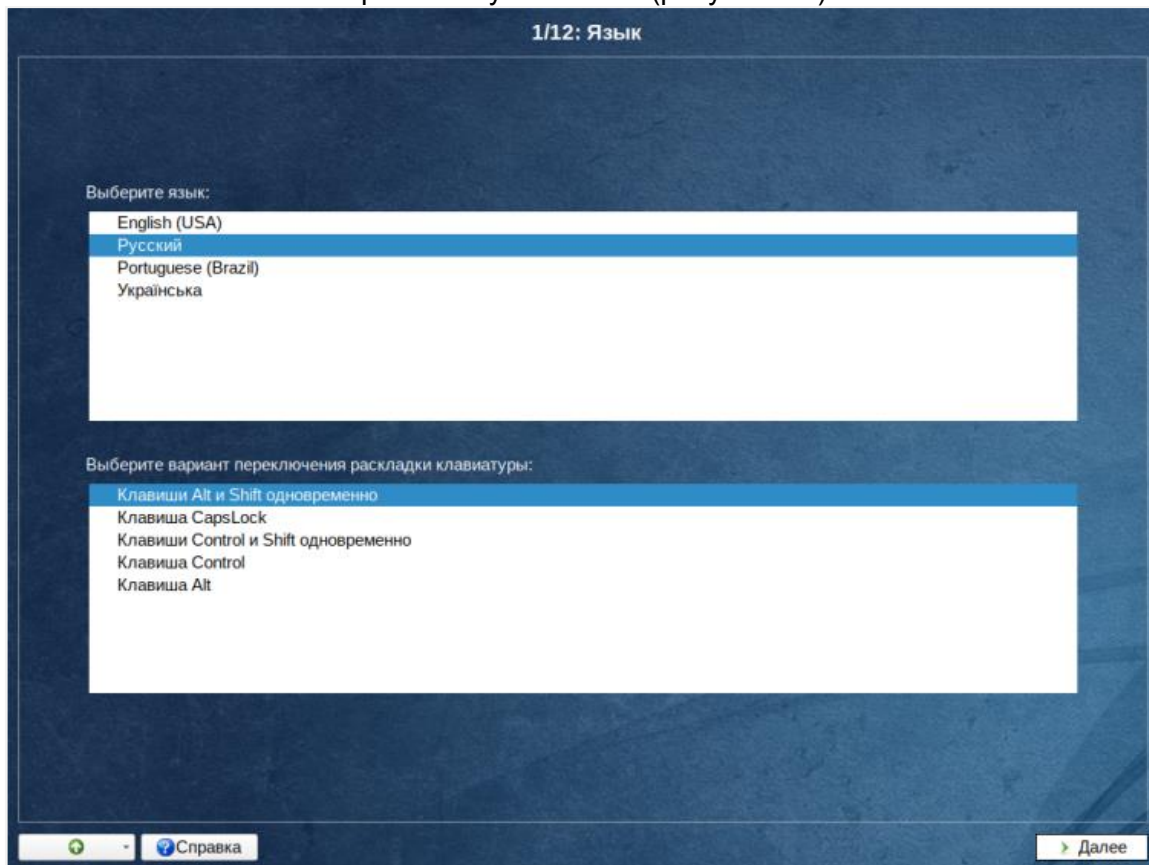 1/12: Язык
Выберите язык:
English (USA)
Русский
Portuguese (Brazil)
Українська
Выберите вариант переключения раскладки клавиатуры:
Клавиши Alt и Shift одновременно
Клавиша CapsLock
Клавиши Control и Shift одновременно
Клавиша Control
Клавиша Alt
Справка
Далее